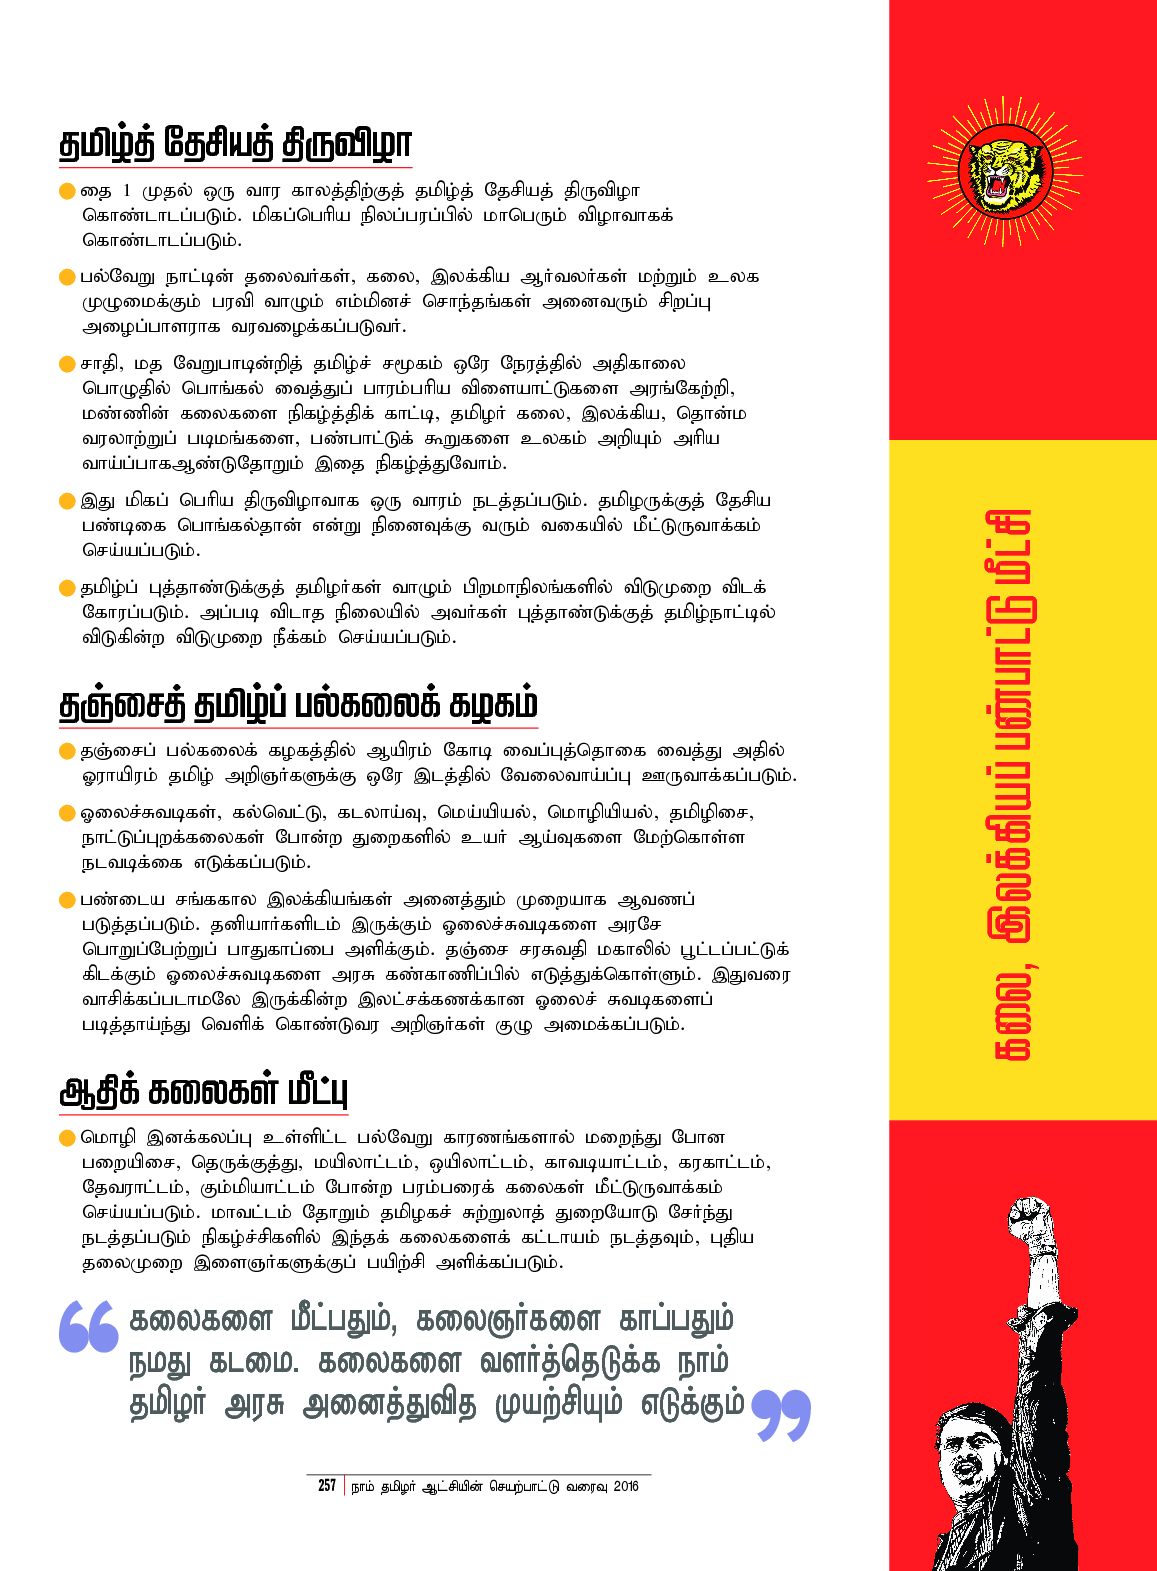 தமிழ்த் தேசியத் திருவிழா
தை 1 முதல் ஒரு வார காலத்திற்குத் தமிழ்த் தேசியத் திருவிழா
கொண்டாடப்படும். மிகப்பெரிய நிலப்பரப்பில் மாபெரும் விழாவாகக்
கொண்டாடப்படும்.
பல்வேறு நாட்டின் தலைவர்கள், கலை, இலக்கிய ஆர்வலர்கள் மற்றும் உலக
முழுமைக்கும் பரவி வாழும் எம்மினச் சொந்தங்கள் அனைவரும் சிறப்பு
அழைப்பாளராக வரவழைக்கப்படுவர்.
சாதி, மத வேறுபாடின்றித் தமிழ்ச் சமூகம் ஒரே நேரத்தில் அதிகாலை
பொழுதில் பொங்கல் வைத்துப் பாரம்பரிய விளையாட்டுகளை அரங்கேற்றி,
மண்ணின் கலைகளை நிகழ்த்திக் காட்டி, தமிழர் கலை, இலக்கிய, தொன்ம
வரலாற்றுப் படிமங்களை, பண்பாட்டுக் கூறுகளை உலகம் அறியும் அரிய
வாய்ப்பாகஆண்டுதோறும் இதை நிகழ்த்துவோம்.
இது மிகப் பெரிய திருவிழாவாக ஒரு வாரம் நடத்தப்படும். தமிழருக்குத் தேசிய
பண்டிகை பொங்கல்தான் என்று நினைவுக்கு வரும் வகையில் மீட்டுருவாக்கம்
செய்யப்படும்.
தமிழ்ப் புத்தாண்டுக்குத் தமிழர்கள் வாழும் பிறமாநிலங்களில் விடுமுறை விடக்
கோரப்படும். அப்படி விடாத நிலையில் அவர்கள் புத்தாண்டுக்குத் தமிழ்நாட்டில்
விடுகின்ற விடுமுறை நீக்கம் செய்யப்படும்.
தஞ்சைத் தமிழ்ப் பல்கலைக் கழகம்
தஞ்சைப் பல்கலைக் கழகத்தில் ஆயிரம் கோடி வைப்புத்தொகை வைத்து அதில்
ஓராயிரம் தமிழ் அறிஞர்களுக்கு ஒரே இடத்தில் வேலைவாய்ப்பு ஊருவாக்கப்படும்.
ஓலைச்சுவடிகள், கல்வெட்டு, கடலாய்வு, மெய்யியல், மொழியியல், தமிழிசை,
நாட்டுப்புறக்கலைகள் போன்ற துறைகளில் உயர் ஆய்வுகளை மேற்கொள்ள
நடவடிக்கை எடுக்கப்படும்.
பண்டைய சங்ககால இலக்கியங்கள் அனைத்தும் முறையாக ஆவணப்
படுத்தப்படும். தனியார்களிடம் இருக்கும் ஓலைச்சுவடிகளை அரசே
பொறுப்பேற்றுப் பாதுகாப்பை அளிக்கும். தஞ்சை சரசுவதி மகாலில் பூட்டப்பட்டுக்
கிடக்கும் ஓலைச்சுவடிகளை அரசு கண்காணிப்பில் எடுத்துக்கொள்ளும். இதுவரை
வாசிக்கப்படாமலே இருக்கின்ற இலட்சக்கணக்கான ஓலைச் சுவடிகளைப்
படித்தாய்ந்து வெளிக் கொண்டுவர அறிஞர்கள் குழு அமைக்கப்படும்.
ஆதிக் கலைகள் மீட்பு
மொழி இனக்கலப்பு உள்ளிட்ட பல்வேறு காரணங்களால் மறைந்து போன
பறையிசை, தெருக்குத்து, மயிலாட்டம், ஒயிலாட்டம், காவடியாட்டம், கரகாட்டம்,
தேவராட்டம், கும்மியாட்டம் போன்ற பரம்பரைக் கலைகள் மீட்டுருவாக்கம்
செய்யப்படும். மாவட்டம் தோறும் தமிழகச் சுற்றுலாத் துறையோடு சேர்ந்து
நடத்தப்படும் நிகழ்ச்சிகளில் இந்தக் கலைகளைக் கட்டாயம் நடத்தவும், புதிய
தலைமுறை இளைஞர்களுக்குப் பயிற்சி அளிக்கப்படும்.
“கலைகளை மீட்பதும், கலைஞர்களை காப்பதும்
நமது கடமை. கலைகளை வளர்த்தெடுக்க நாம்
தமிழர் அரசு அனைத்துவித முயற்சியும் எடுக்கும்”
257 நாம் தமிழர் ஆட்சியின் செயற்பாட்டு வரைவு 2016
கலை, இலக்கியப் பண்பாட்டு மீட்சி